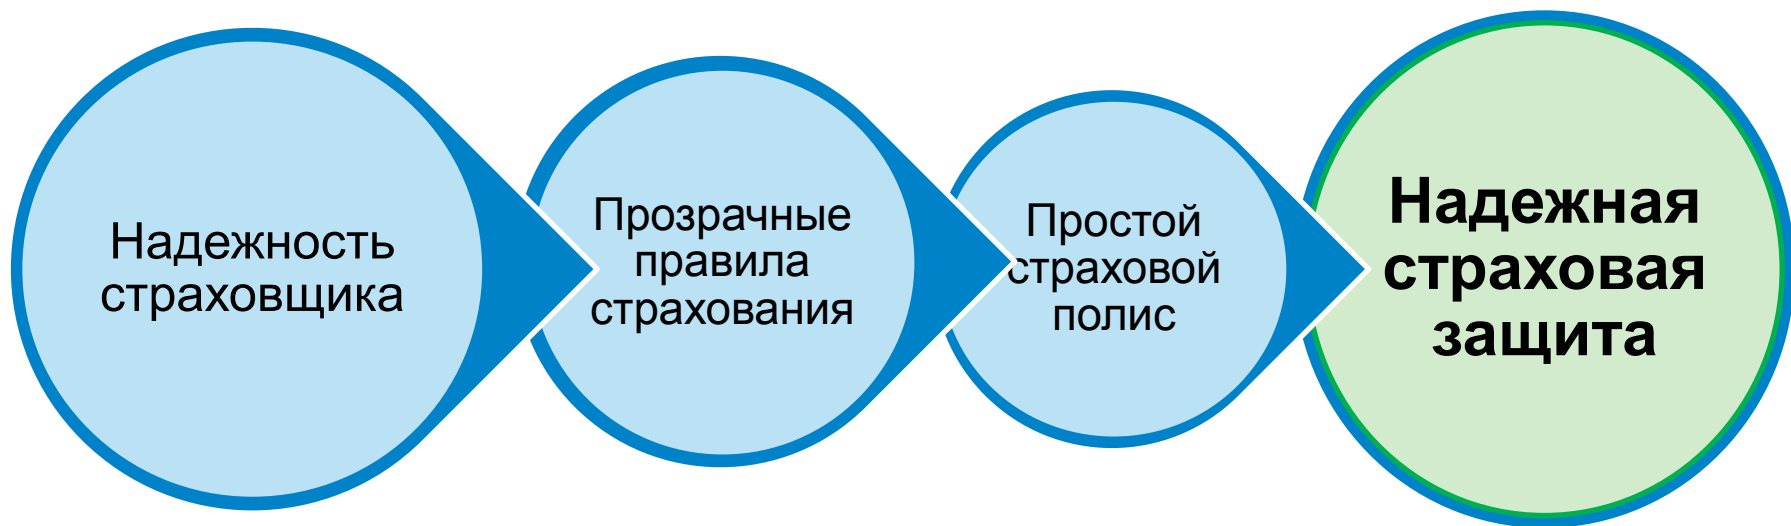 Надежность
страховщика
Прозрачные
правила
страхования
Простой
страховой
полис
Надежная
страховая
защита